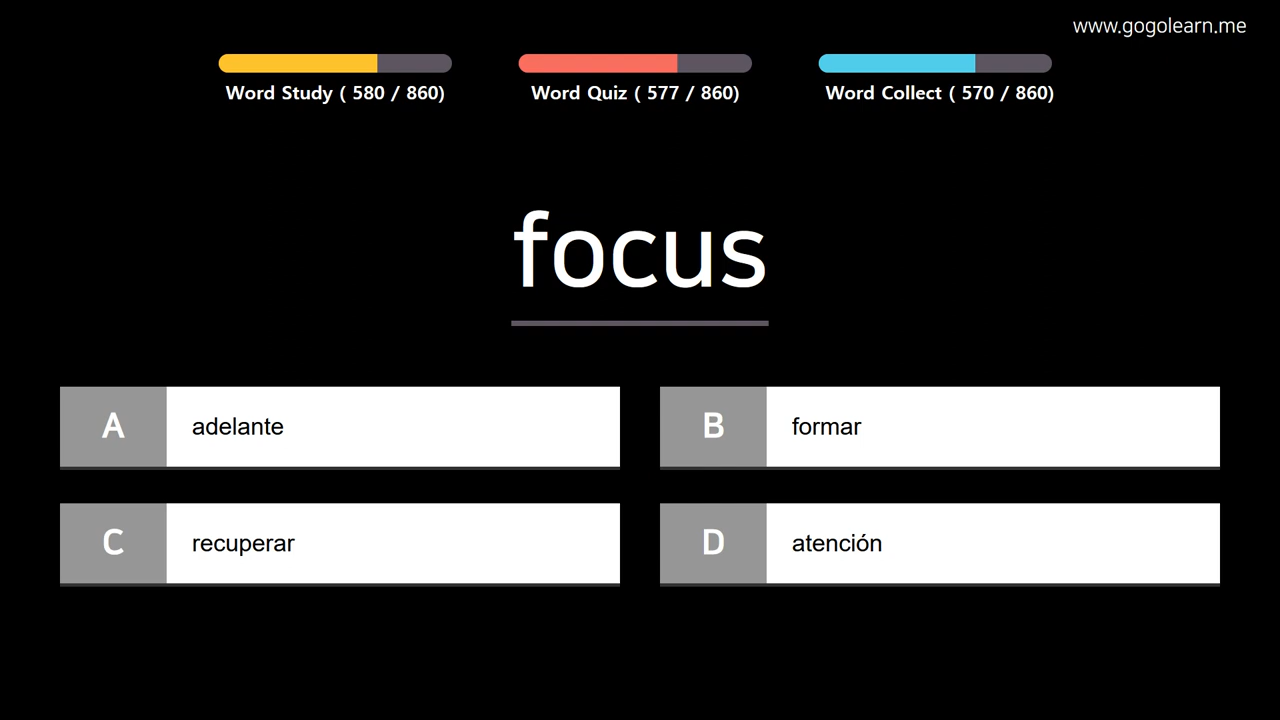 www.gogolearn.me
Word Study ( 580 / 860)
Word Quiz ( 577 / 860)
Word Collect ( 570 / 860)
focus
A adelante
B formar
C recuperar
D atención